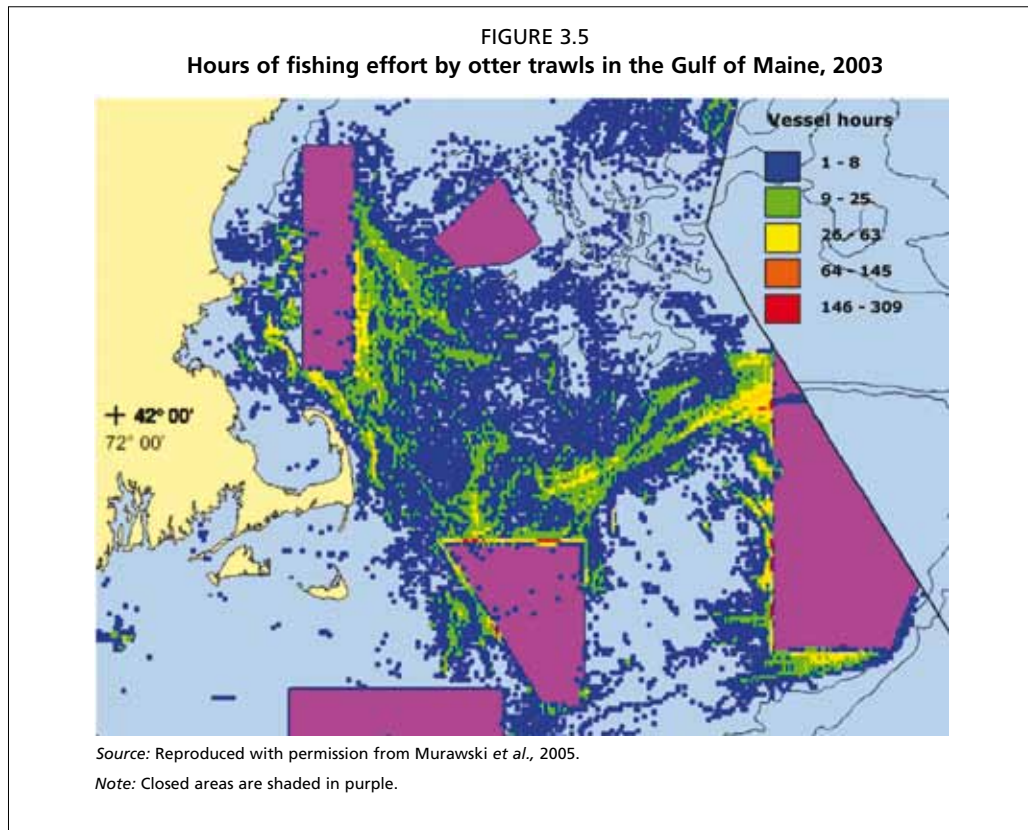 FIGURE 3.5
Hours of fishing effort by otter trawls in the Gulf of Maine, 2003
Vessel hours
1 - 8
9 - 25
26 - 63
64 - 145
146 - 309
42° 00'
72° 00'
Source: Reproduced with permission from Murawski et al., 2005.
Note: Closed areas are shaded in purple.